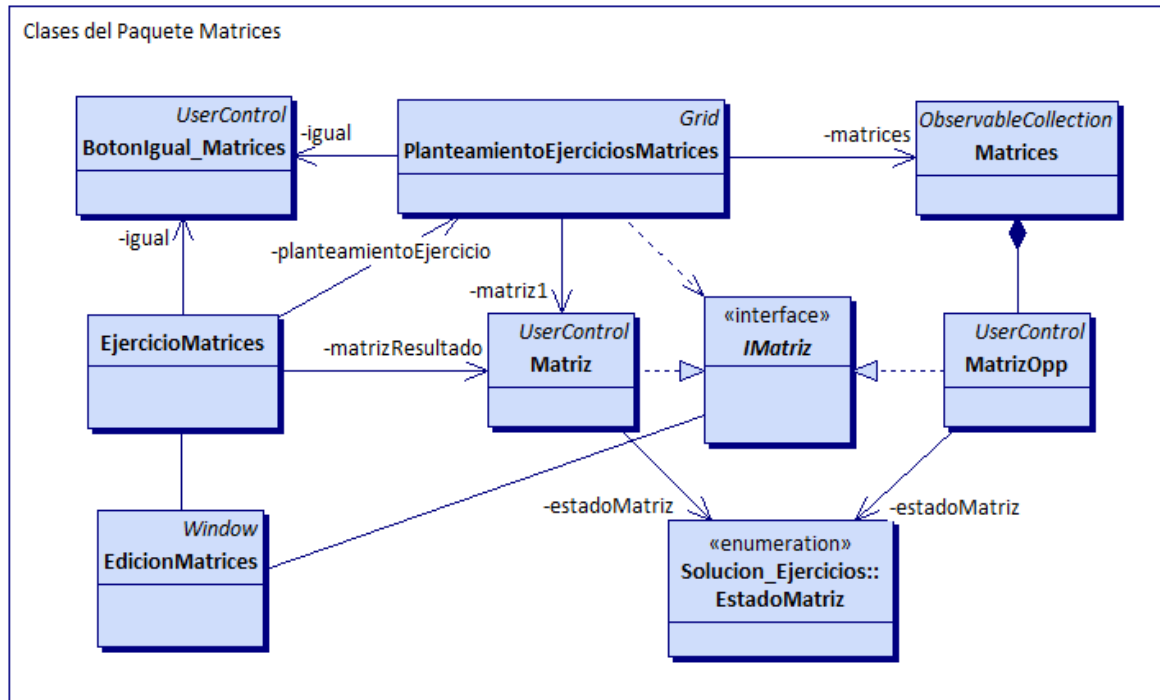 Clases del Paquete Matrices
UserControl
BotonIgual_Matrices
-igual
Grid
PlanteamientoEjerciciosMatrices
-matrices
ObservableCollection
Matrices
-igual
-planteamientoEjercicio
-matriz1
EjercicioMatrices
-matrizResultado
UserControl
Matriz
«interface»
IMatriz
UserControl
MatrizOpp
-estadoMatriz
-estadoMatriz
Window
EdicionMatrices
«enumeration»
Solucion_Ejercicios::
EstadoMatriz